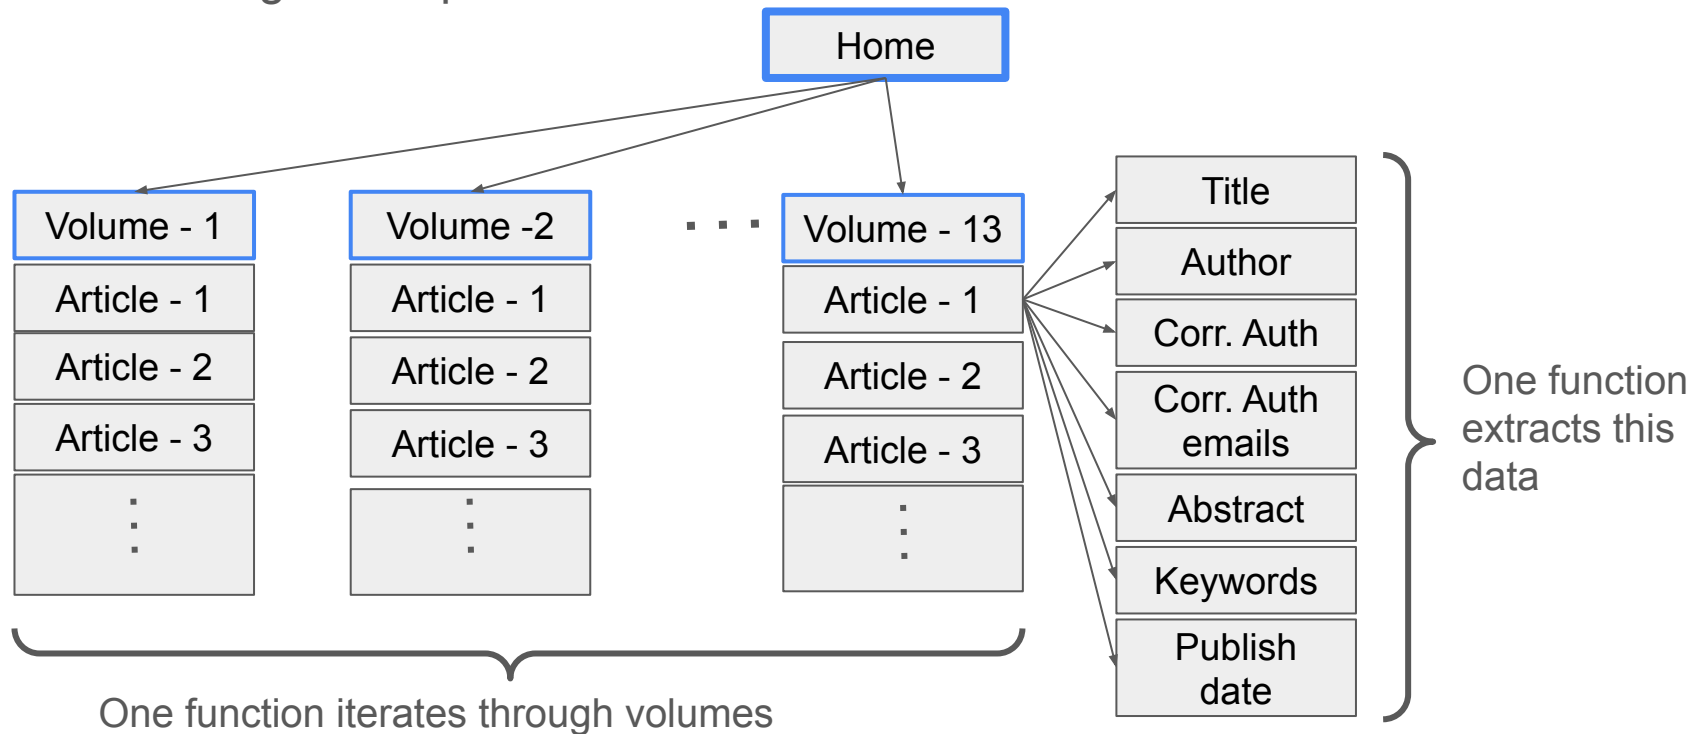 Home
Volume - 1
Article - 1
Article - 2
Article - 3
Volume -2
Article - 1
Article - 2
Article - 3
Volume - 13
Article - 1
Article - 2
Article - 3
Title
Author
Corr. Auth
Corr. Auth
emails
Abstract
Keywords
Publish
date
One function
extracts this
data
One function iterates through volumes